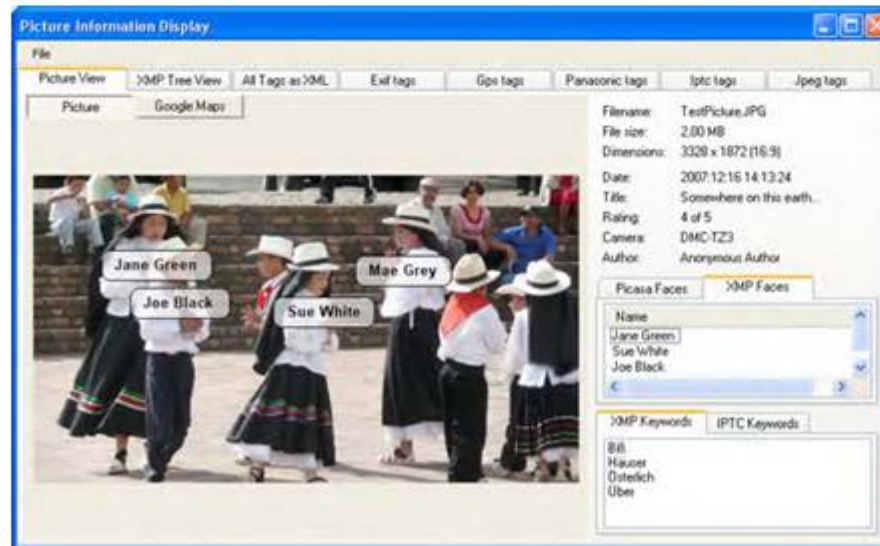 Picture Information Display
File
Picture View XMP Tree View All Tags as XML Exif tags Gps tags Panasonic tags Iptc tags Jpeg tags
Picture Google Maps
Filename: TestPicture.JPG
File size: 2.00 MB
Dimensions: 3328 x 1872 (16:9)
Date: 2007:12:16 14:13:24
Title: Somewhere on this earth...
Rating: 4 of 5
Camera: DMC-TZ3
Author: Anonymous Author
Jane Green
Joe Black
Sue White
Mae Grey
Picasa Faces XMP Faces
Name
Jane Green
Sue White
Joe Black
XMP Keywords IPTC Keywords
Hauser
Österlich
Über